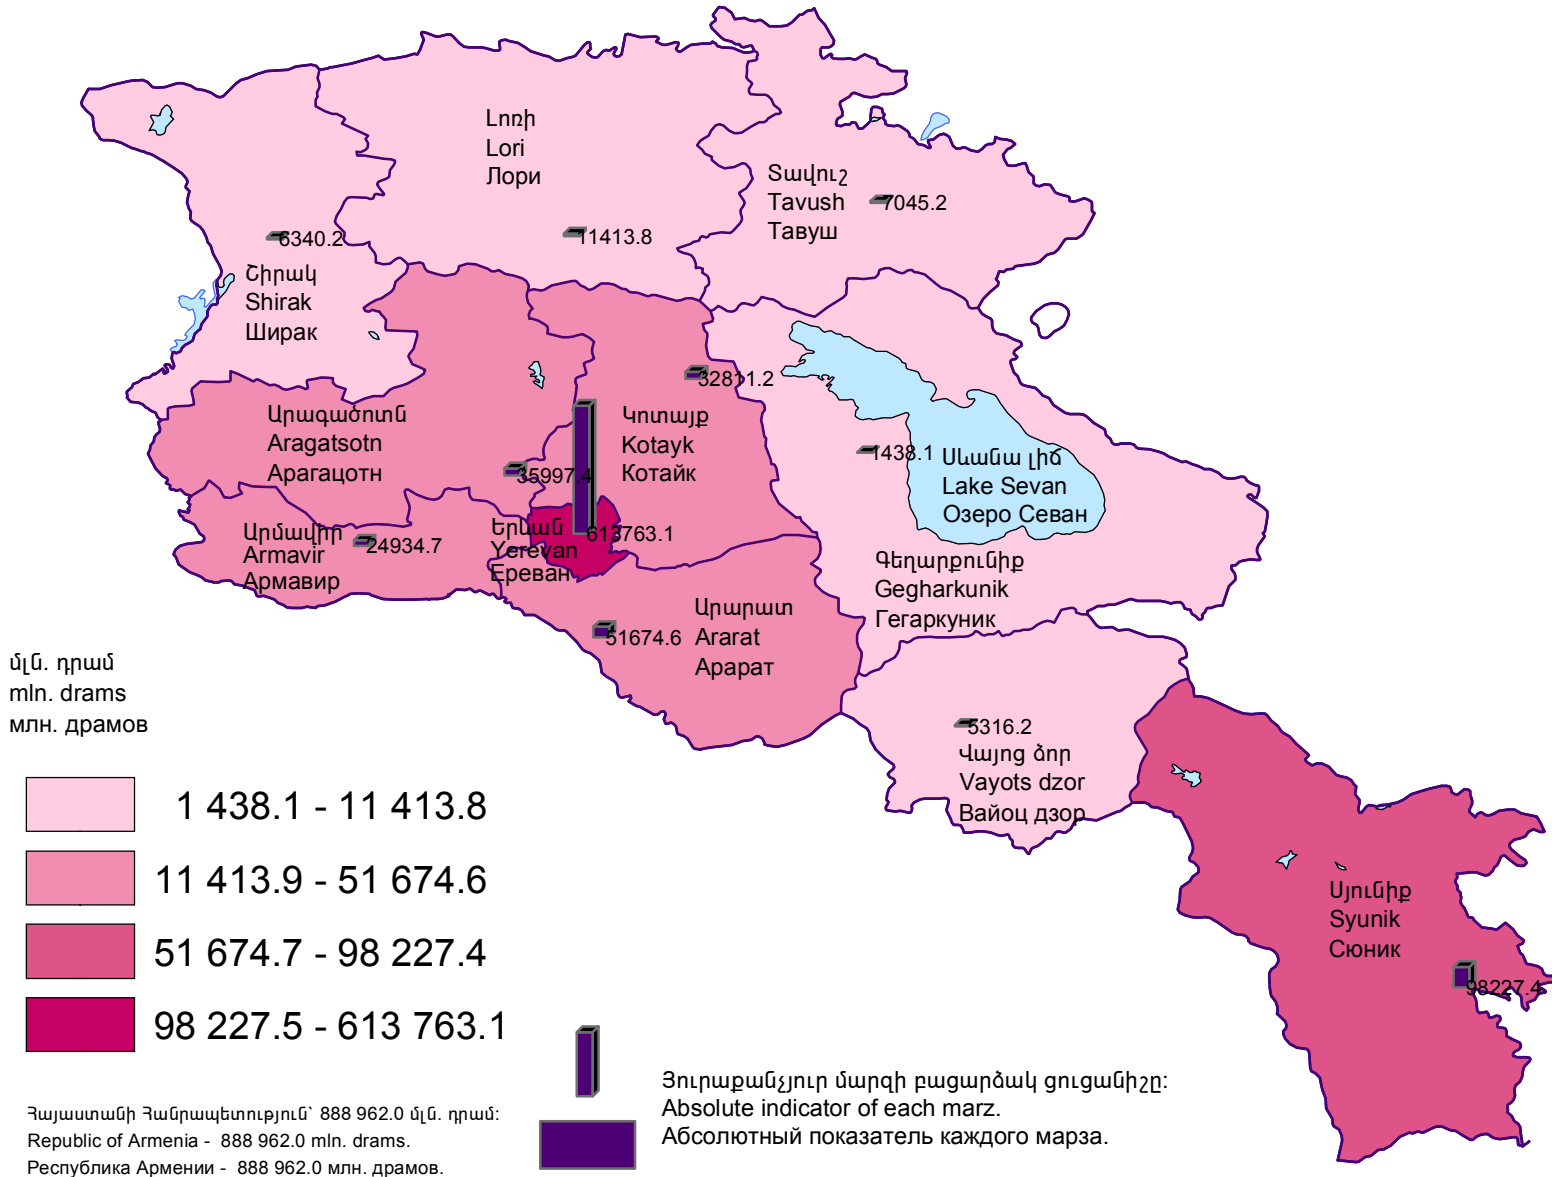 Լոռի
Lori
Лори
11413.8
Տավուշ
Tavush
Тавуш
7045.2
6340.2
Շիրակ
Shirak
Ширак
32811.2
Կոտայք
Kotayk
Котайк
Արագածոտն
Aragatsotn
Арагацотн
35997.4
1438.1
Սևանա լիճ
Lake Sevan
Озеро Севан
Արմավիր
Armavir
Армавир
24934.7
Երևան
Yerevan
Ереван
613763.1
Գեղարքունիք
Gegharkunik
Гегаркуник
51674.6
Արարատ
Ararat
Арарат
5316.2
Վայոց ձոր
Vayots dzor
Вайоц дзор
Սյունիք
Syunik
Сюник
98227.4
մլն. դրամ
mln. drams
млн. драмов
1 438.1 - 11 413.8
11 413.9 - 51 674.6
51 674.7 - 98 227.4
98 227.5 - 613 763.1
Հայաստանի Հանրապետություն՝ 888 962.0 մլն. դրամ:
Republic of Armenia - 888 962.0 mln. drams.
Республика Армении - 888 962.0 млн. драмов.
Յուրաքանչյուր մարզի բացարձակ ցուցանիշը:
Absolute indicator of each marz.
Абсолютный показатель каждого марза.